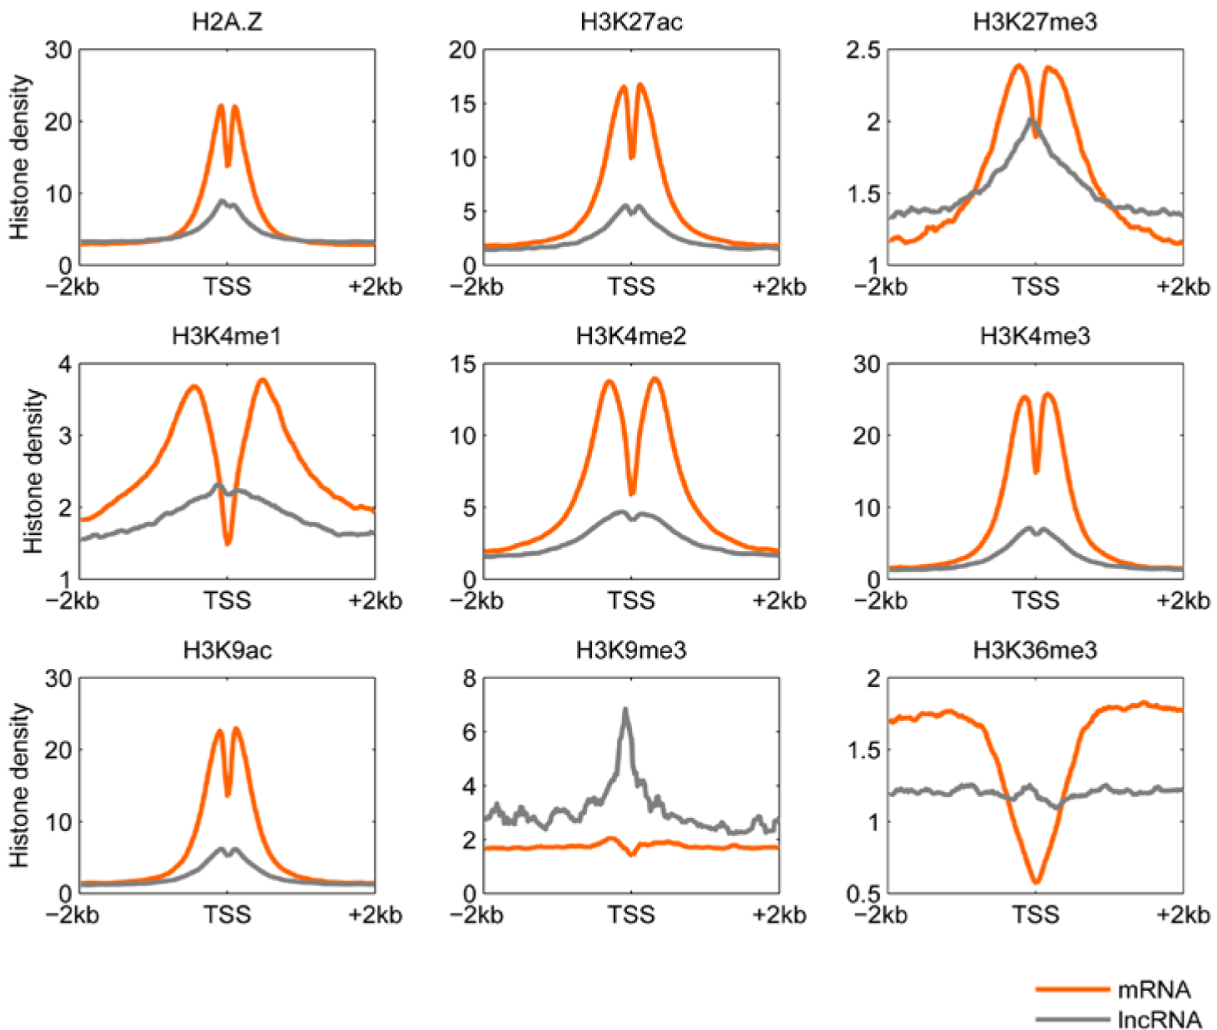 H2A.Z H3K27ac H3K27me3
30 20 2.5
Histone density
20 15 2
10 10 1.5
5
0 0 1
−2kb TSS +2kb −2kb TSS +2kb −2kb TSS +2kb
H3K4me1 H3K4me2 H3K4me3
4 15 30
Histone density
3 10 20
2 5 10
1 0 0
−2kb TSS +2kb −2kb TSS +2kb −2kb TSS +2kb
H3K9ac H3K9me3 H3K36me3
30 8 2
Histone density
20 6 1.5
4
10 2 1
0 0 0.5
−2kb TSS +2kb −2kb TSS +2kb −2kb TSS +2kb
mRNA
lncRNA